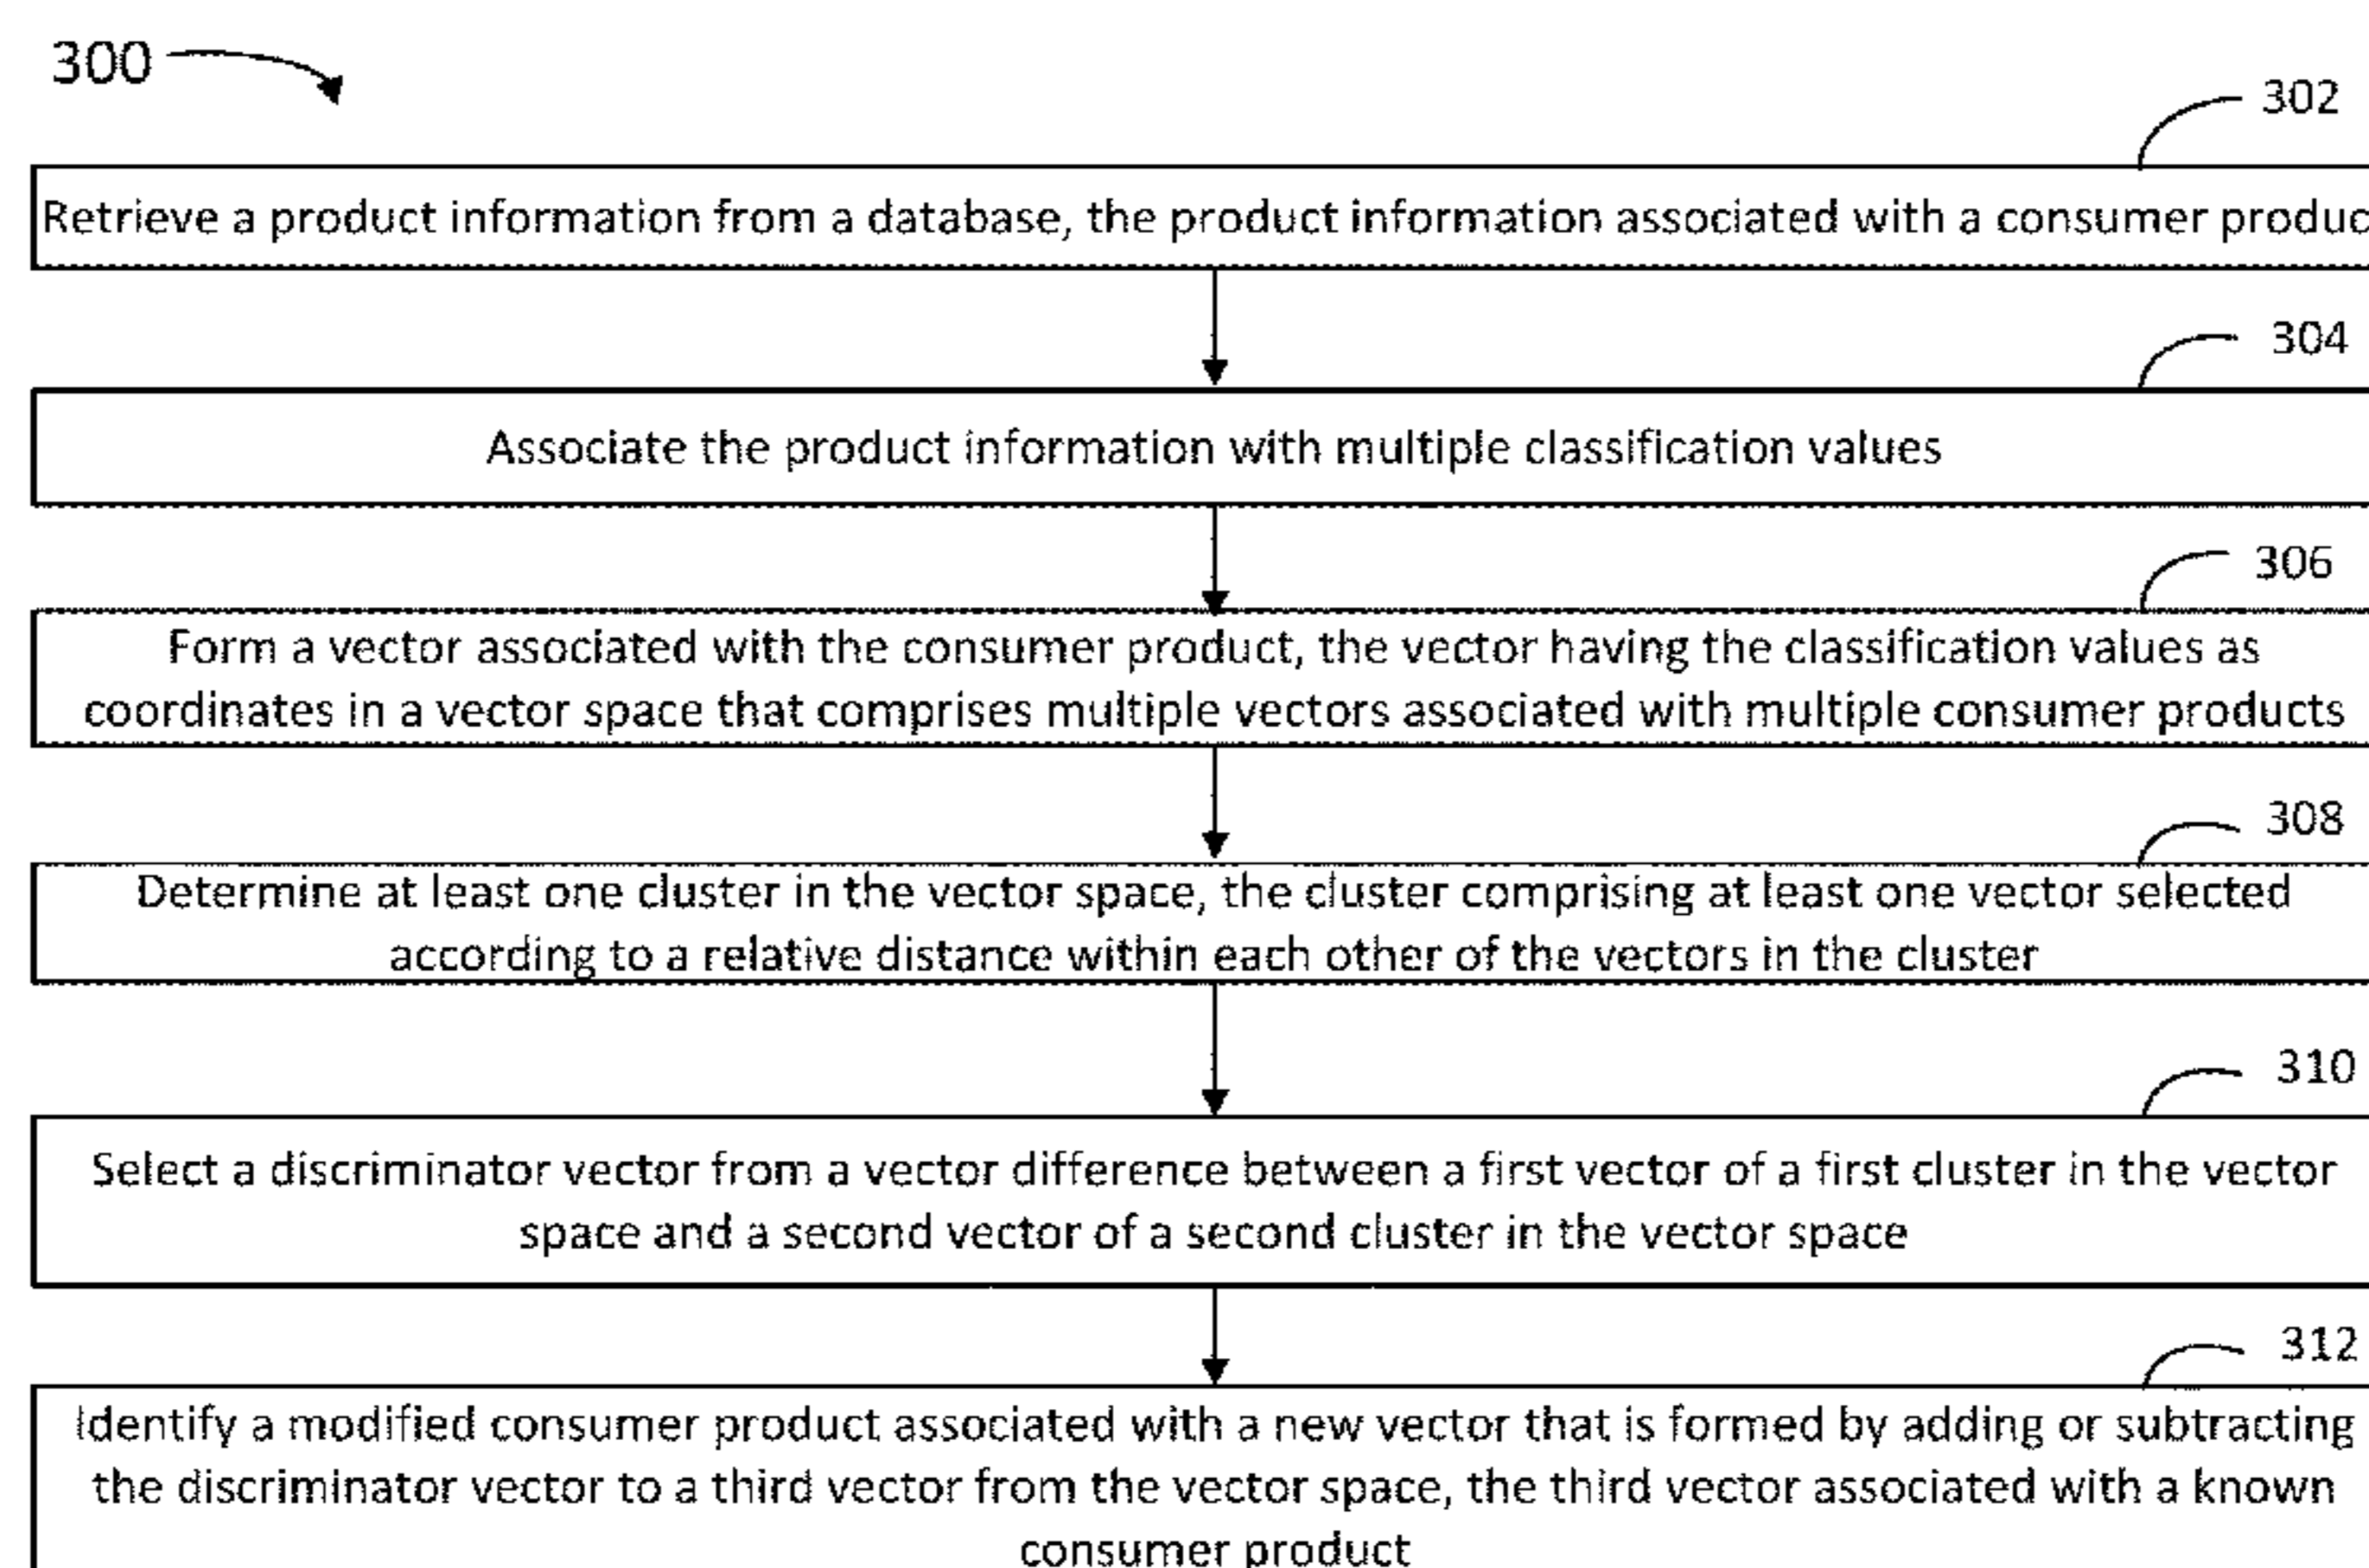 300
302
Retrieve a product information from a database, the product information associated with a consumer produc
304
Associate the product information with multiple classification values
306
Form a vector associated with the consumer product, the vector having the classification values as
coordinates in a vector space that comprises multiple vectors associated with multiple consumer products
308
Determine at least one cluster in the vector space, the cluster comprising at least one vector selected
according to a relative distance within each other of the vectors in the cluster
310
Select a discriminator vector from a vector difference between a first vector of a first cluster in the vector
space and a second vector of a second cluster in the vector space
312
Identify a modified consumer product associated with a new vector that is formed by adding or subtracting
the discriminator vector to a third vector from the vector space, the third vector associated with a known
consumer product